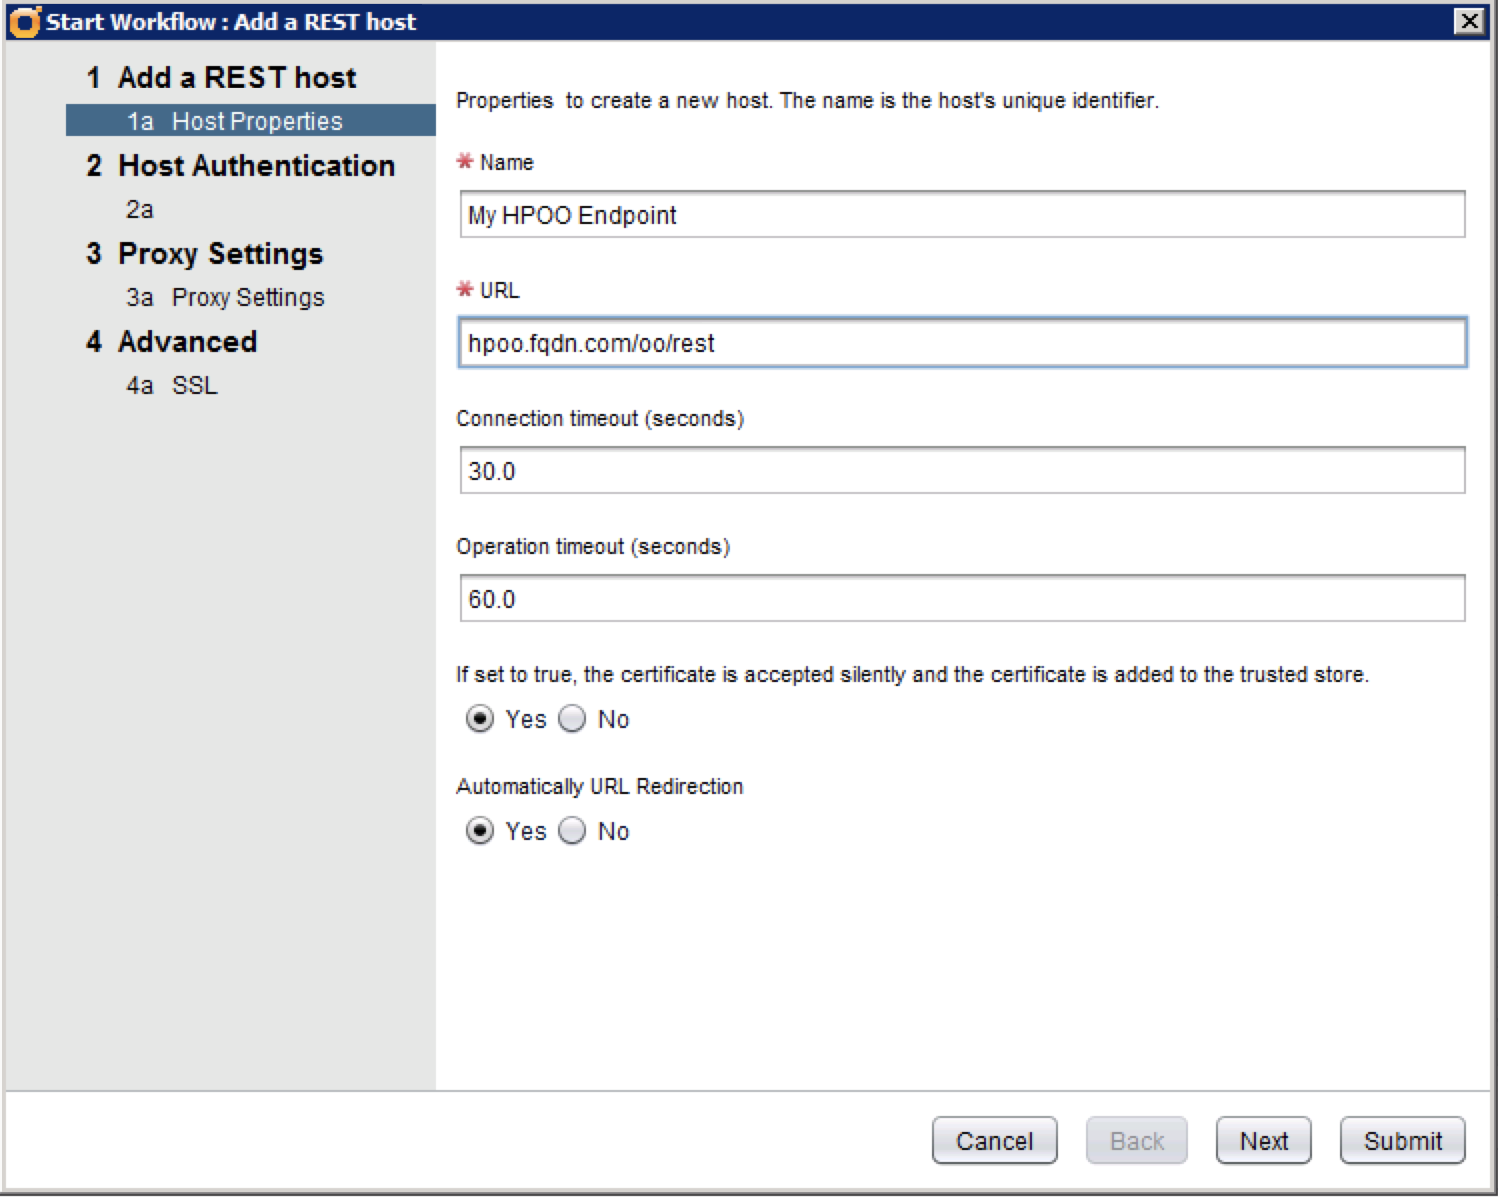 Start Workflow : Add a REST host
1 Add a REST host
1a Host Properties
2 Host Authentication
2a
3 Proxy Settings
3a Proxy Settings
4 Advanced
4a SSL
Properties to create a new host. The name is the host's unique identifier.
* Name
My HPOO Endpoint
* URL
hpoo.fqdn.com/oo/rest
Connection timeout (seconds)
30.0
Operation timeout (seconds)
60.0
If set to true, the certificate is accepted silently and the certificate is added to the trusted store.
Yes No
Automatically URL Redirection
Yes No
Cancel Back Next Submit